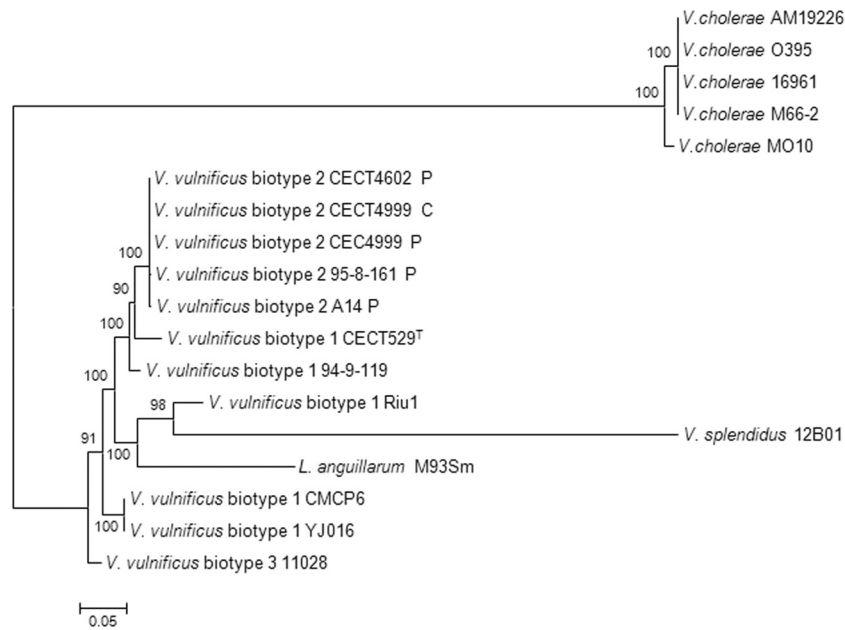 V.cholerae AM19226
100
V.cholerae O395
V.cholerae 16961
100
V.cholerae M66-2
V.cholerae MO10
V. vulnificus biotype 2 CECT4602 P
V. vulnificus biotype 2 CECT4999 C
V. vulnificus biotype 2 CEC4999 P
100
V. vulnificus biotype 2 95-8-161 P
90
V. vulnificus biotype 2 A14 P
100
V. vulnificus biotype 1 CECT529ᵀ
V. vulnificus biotype 1 94-9-119
100
98
V. vulnificus biotype 1 Riu1
V. splendidus 12B01
91
100
L. anguillarum M93Sm
V. vulnificus biotype 1 CMCP6
100
V. vulnificus biotype 1 YJ016
V. vulnificus biotype 3 11028
0.05